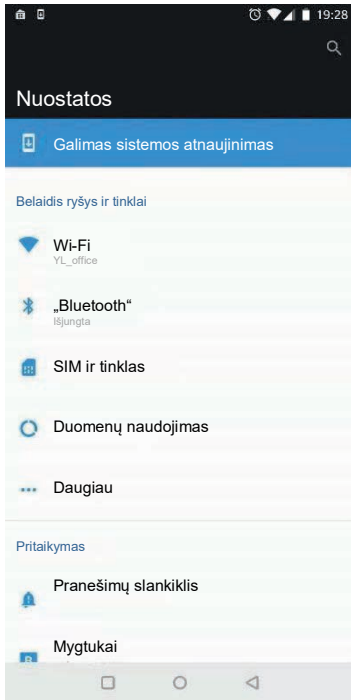 19:28
Nuostatos
Galimas sistemos atnaujinimas
Belaidis ryšys ir tinklai
Wi-Fi
YL_office
„Bluetooth“
Išjungta
SIM ir tinklas
Duomenų naudojimas
Daugiau
Pritaikymas
Pranešimų slankiklis
Mygtukai